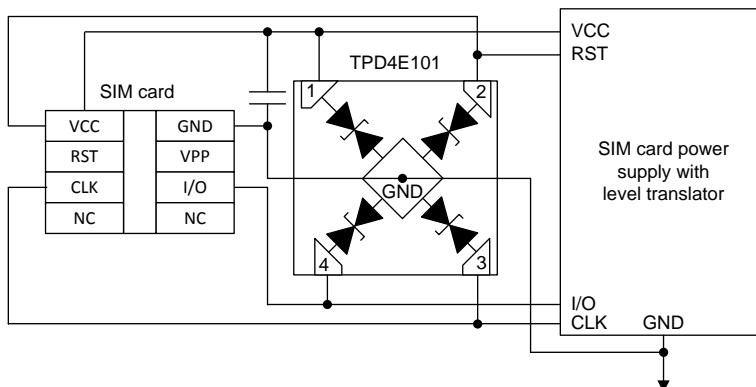 VCC
RST
TPD4E101
SIM card
1
2
VCC
GND
RST
VPP
CLK
I/O
NC
NC
GND
SIM card power
supply with
level translator
4
3
I/O
CLK
GND